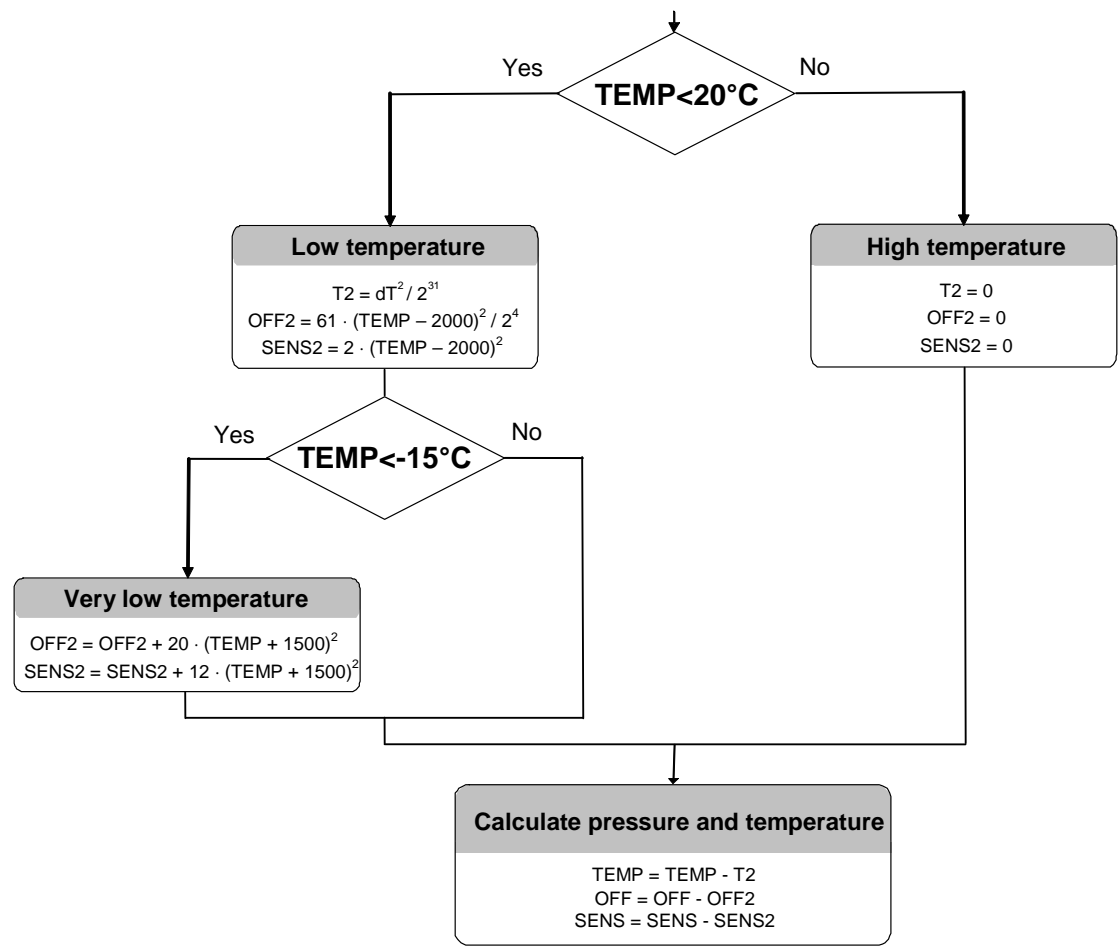 Yes
No
TEMP<20°C
Low temperature
T2 = dT² / 2³¹
OFF2 = 61 · (TEMP – 2000)² / 2⁴
SENS2 = 2 · (TEMP – 2000)²
High temperature
T2 = 0
OFF2 = 0
SENS2 = 0
Yes
No
TEMP<-15°C
Very low temperature
OFF2 = OFF2 + 20 · (TEMP + 1500)²
SENS2 = SENS2 + 12 · (TEMP + 1500)²
Calculate pressure and temperature
TEMP = TEMP - T2
OFF = OFF - OFF2
SENS = SENS - SENS2